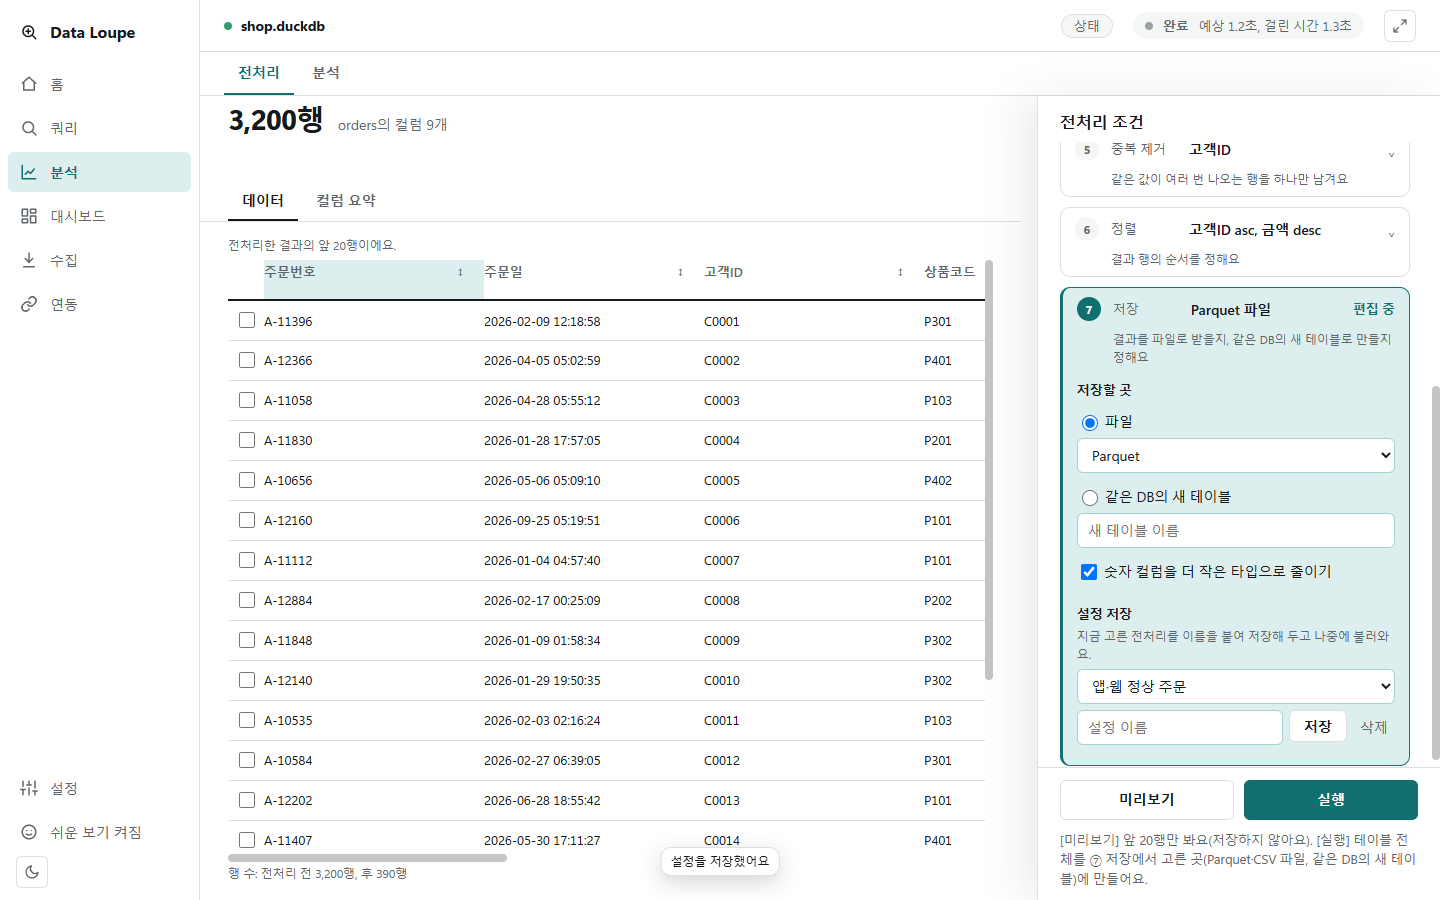 Data Loupe
홈
쿼리
분석
대시보드
수집
연동
설정
쉬운 보기 켜짐
shop.duckdb
상태
완료 예상 1.2초, 걸린 시간 1.3초
전처리 분석
3,200행 orders의 컬럼 9개
데이터 컬럼 요약
전처리한 결과의 앞 20행이에요.
주문번호 ↕ 주문일 ↕ 고객ID ↕ 상품코드
A-11396 2026-02-09 12:18:58 C0001 P301
A-12366 2026-04-05 05:02:59 C0002 P401
A-11058 2026-04-28 05:55:12 C0003 P103
A-11830 2026-01-28 17:57:05 C0004 P201
A-10656 2026-05-06 05:09:10 C0005 P402
A-12160 2026-09-25 05:19:51 C0006 P101
A-11112 2026-01-04 04:57:40 C0007 P101
A-12884 2026-02-17 00:25:09 C0008 P202
A-11848 2026-01-09 01:58:34 C0009 P302
A-12140 2026-01-29 19:50:35 C0010 P302
A-10535 2026-02-03 02:16:24 C0011 P103
A-10584 2026-02-27 06:39:05 C0012 P301
A-12202 2026-06-28 18:55:42 C0013 P101
A-11407 2026-05-30 17:11:27 C0014 P401
행 수: 전처리 전 3,200행, 후 390행
설정을 저장했어요
전처리 조건
5 중복 제거 고객ID
같은 값이 여러 번 나오는 행을 하나만 남겨요
6 정렬 고객ID asc, 금액 desc
결과 행의 순서를 정해요
7 저장 Parquet 파일 편집 중
결과를 파일로 받을지, 같은 DB의 새 테이블로 만들지
정해요
저장할 곳
파일
Parquet
같은 DB의 새 테이블
새 테이블 이름
숫자 컬럼을 더 작은 타입으로 줄이기
설정 저장
지금 고른 전처리를 이름을 붙여 저장해 두고 나중에 불러와
요.
앱·웹 정상 주문
설정 이름 저장 삭제
미리보기 실행
[미리보기] 앞 20행만 봐요(저장하지 않아요). [실행] 테이블 전
체를 ⑦ 저장에서 고른 곳(Parquet·CSV 파일, 같은 DB의 새 테이
블)에 만들어요.